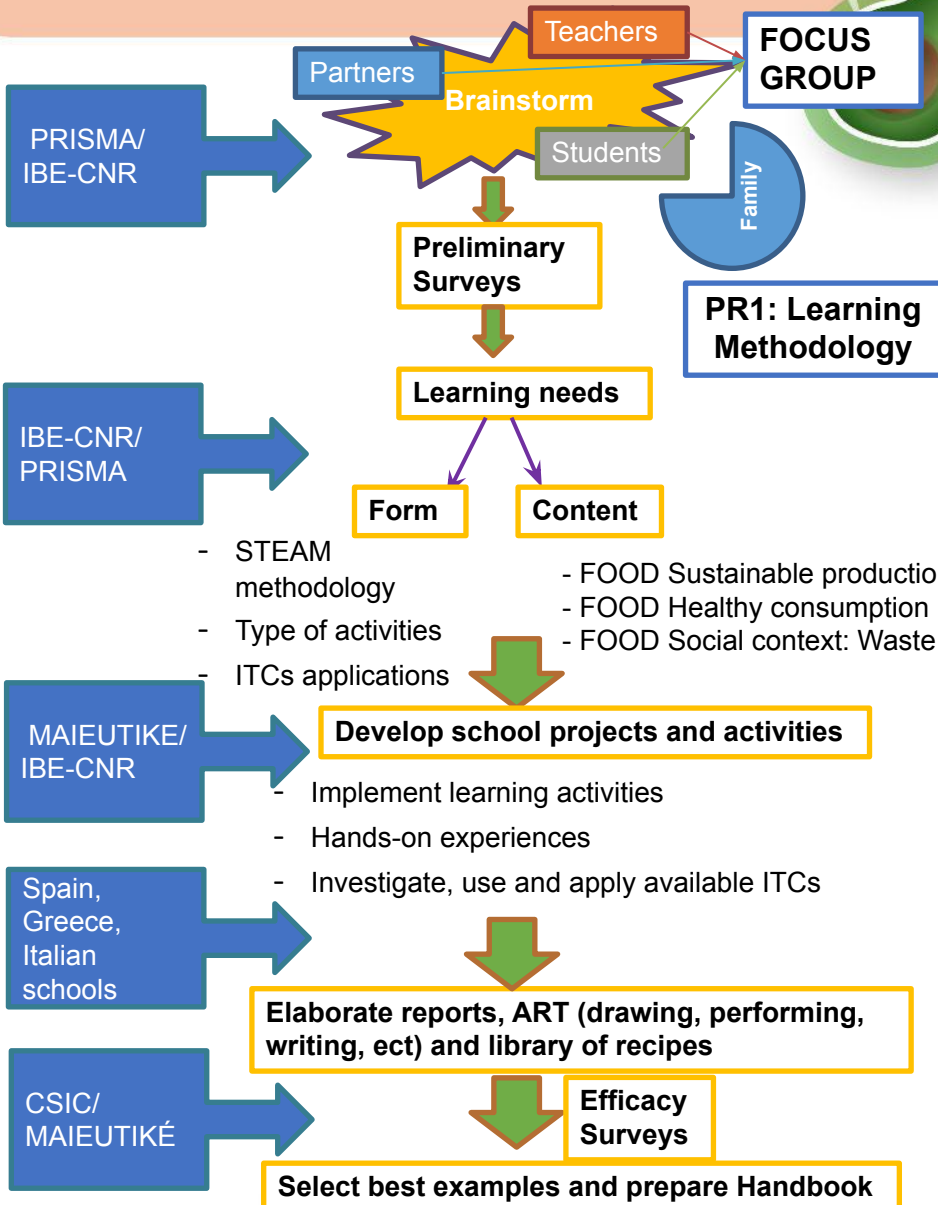 Teachers
FOCUS
GROUP
Partners
Brainstorm
PRISMA/
IBE-CNR
Students
Family
Preliminary
Surveys
PR1: Learning
Methodology
Learning needs
IBE-CNR/
PRISMA
Form
Content
- STEAM
methodology
- Type of activities
- ITCs applications
- FOOD Sustainable productio
- FOOD Healthy consumption
- FOOD Social context: Waste
MAIEUTIKE/
IBE-CNR
Develop school projects and activities
- Implement learning activities
- Hands-on experiences
- Investigate, use and apply available ITCs
Spain,
Greece,
Italian
schools
Elaborate reports, ART (drawing, performing,
writing, ect) and library of recipes
CSIC/
MAIEUTIKÉ
Efficacy
Surveys
Select best examples and prepare Handbook